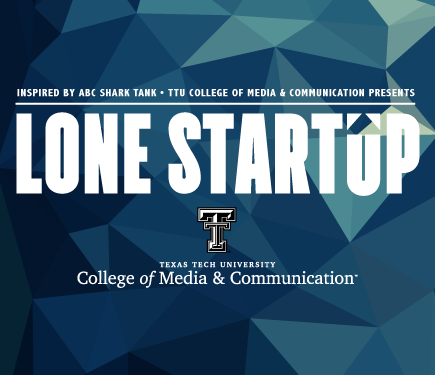 INSPIRED BY ABC SHARK TANK • TTU COLLEGE OF MEDIA & COMMUNICATION PRESENTS
LONE STARTUP
TEXAS TECH UNIVERSITY
College of Media & Communication